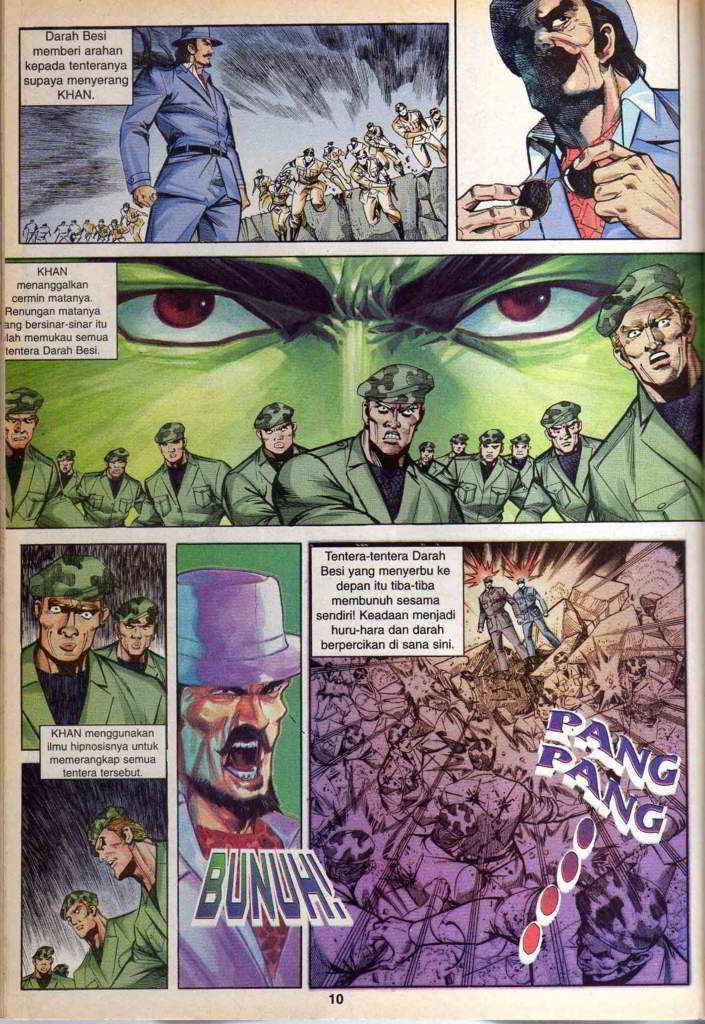 Darah Besi
memberi arahan
kepada tenteranya
supaya menyerang
KHAN.
KHAN
menanggalkan
cermin matanya.
Renungan matanya
ang bersinar-sinar itu
lah memukau semua
tentera Darah Besi.
KHAN menggunakan
ilmu hipnosisnya untuk
memerangkap semua
tentera tersebut.
BUNUH!
Tentera-tentera Darah
Besi yang menyerbu ke
depan itu tiba-tiba
membunuh sesama
sendiri! Keadaan menjadi
huru-hara dan darah
berpercikan di sana sini.
PANG
PANG
10